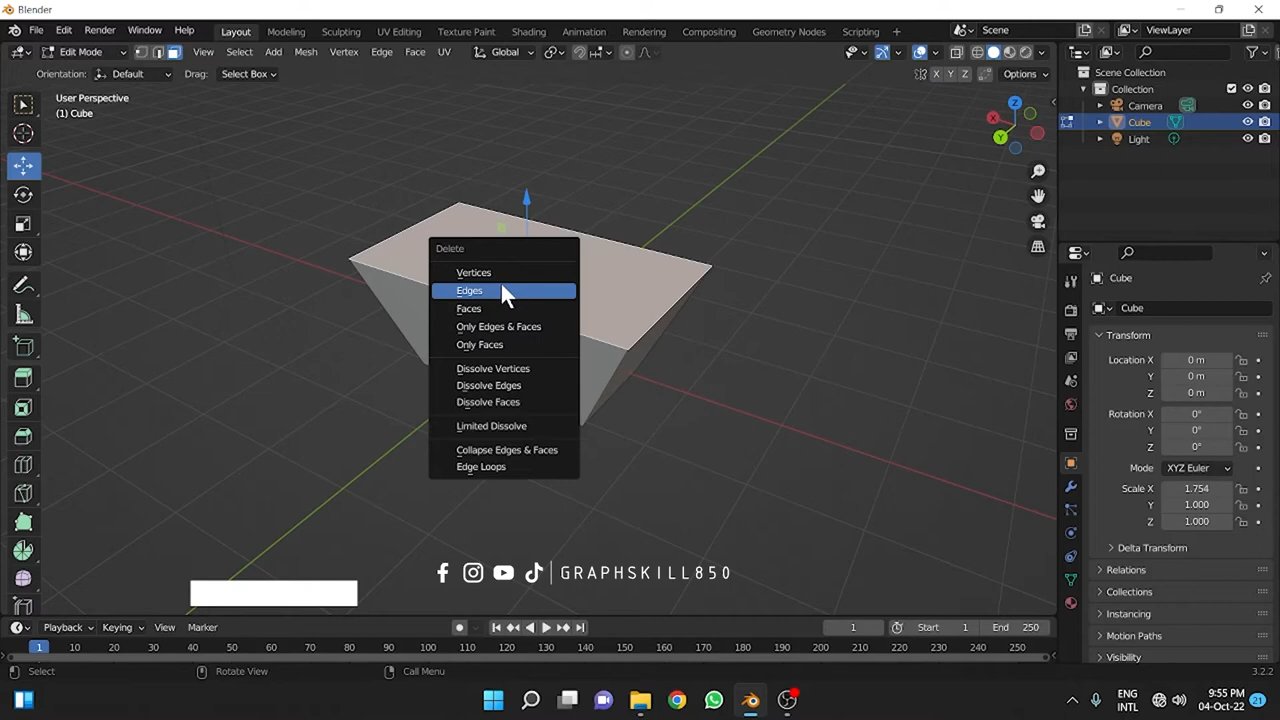 Blender
File Edit Render Window Help Layout Modeling Sculpting UV Editing Texture Paint Shading Animation Rendering Compositing Geometry Nodes Scripting + Scene ViewLayer
Edit Mode View Select Add Mesh Vertex Edge Face UV Global
Orientation: Default Drag: Select Box X Y Z Options
Scene Collection
Collection
Camera
Cube
Light
User Perspective
(1) Cube
Z
X
Y
Delete
Vertices
Edges
Faces
Only Edges & Faces
Only Faces
Dissolve Vertices
Dissolve Edges
Dissolve Faces
Limited Dissolve
Collapse Edges & Faces
Edge Loops
Cube
Cube
Transform
Location X 0 m
Y 0 m
Z 0 m
Rotation X 0°
Y 0°
Z 0°
Mode XYZ Euler
Scale X 1.754
Y 1.000
Z 1.000
Delta Transform
Relations
Collections
Instancing
Motion Paths
Visibility
GRAPHSKILL850
Playback Keying View Marker 1 Start 1 End 250
1 10 20 30 40 50 60 70 80 90 100 110 120 130 140 150 160 170 180 190 200 210 220 230 240 250
Select Rotate View Call Menu 3.2.2
ENG
INTL
9:55 PM
04-Oct-22
21